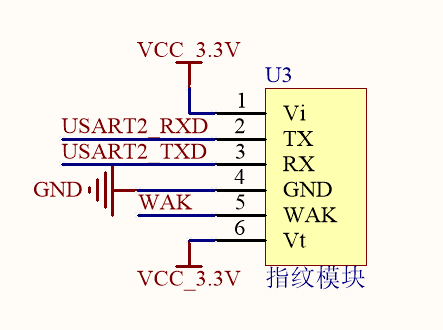 VCC_3.3V
U3
1 Vi
USART2_RXD 2 TX
USART2_TXD 3 RX
GND 4 GND
WAK 5 WAK
6 Vt
VCC_3.3V
指纹模块